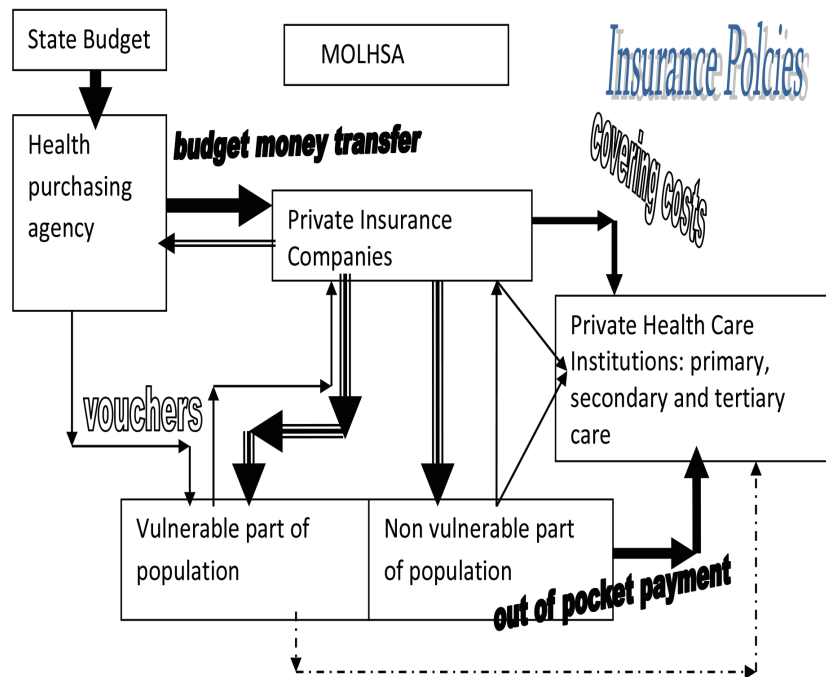 State Budget
MOLHSA
Insurance Polcies
covering costs
Health
purchasing
agency
budget money transfer
Private Insurance
Companies
Private Health Care
Institutions: primary,
secondary and tertiary
care
vouchers
Vulnerable part of
population
Non vulnerable part
of population
out of pocket payment